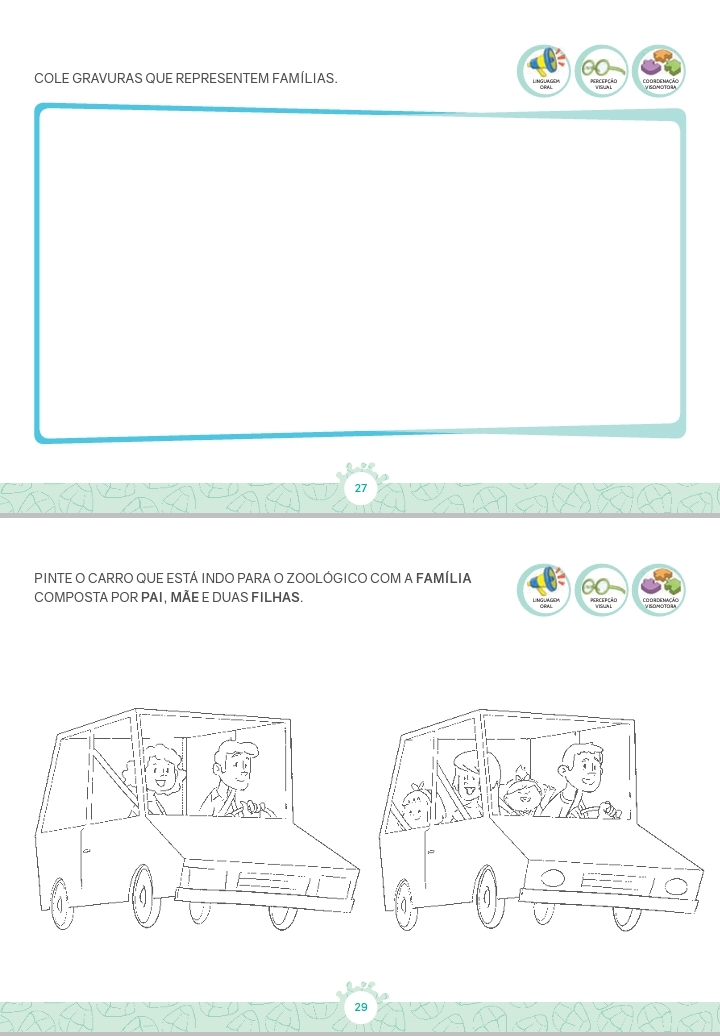 COLE GRAVURAS QUE REPRESENTEM FAMÍLIAS.
LINGUAGEM
ORAL
PERCEPÇÃO
VISUAL
COORDENAÇÃO
VISOMOTORA
27
PINTE O CARRO QUE ESTÁ INDO PARA O ZOOLÓGICO COM A FAMÍLIA
COMPOSTA POR PAI, MÃE E DUAS FILHAS.
LINGUAGEM
ORAL
PERCEPÇÃO
VISUAL
COORDENAÇÃO
VISOMOTORA
29